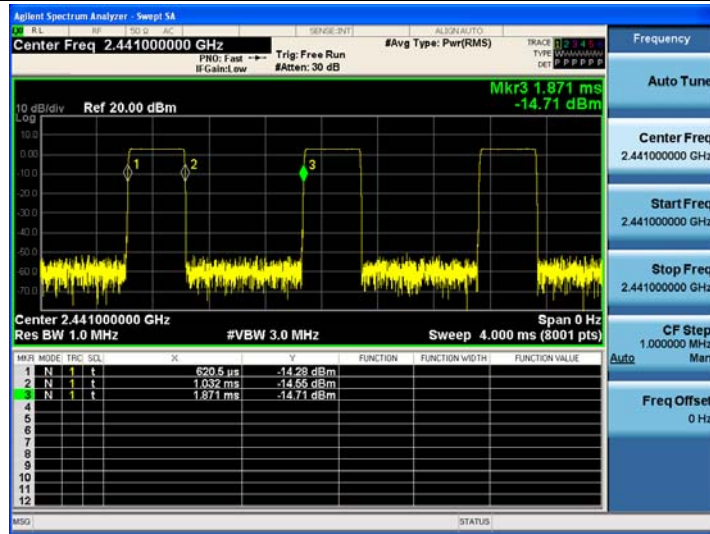 Agilent Spectrum Analyzer - Swept SA
RL RF 50 Ω AC SENSE:INT ALIGNAUTO
Center Freq 2.441000000 GHz
PNO: Fast
IFGain:Low
Trig: Free Run
#Atten: 30 dB
#Avg Type: Pwr(RMS)
TRACE 1 2 3 4 5 6
TYPE W
DET P P P P P P
Mkr3 1.871 ms
-14.71 dBm
10 dB/div Ref 20.00 dBm
Log
10.0
0.00
-10.0
-20.0
-30.0
-40.0
-50.0
-60.0
-70.0
1
2
3
Center 2.441000000 GHz Span 0 Hz
Res BW 1.0 MHz #VBW 3.0 MHz Sweep 4.000 ms (8001 pts)
MKR MODE TRC SCL X Y FUNCTION FUNCTION WIDTH FUNCTION VALUE
1 N 1 t 620.5 µs -14.28 dBm
2 N 1 t 1.032 ms -14.55 dBm
3 N 1 t 1.871 ms -14.71 dBm
4
5
6
7
8
9
10
11
12
MSG STATUS
Frequency
Auto Tune
Center Freq
2.441000000 GHz
Start Freq
2.441000000 GHz
Stop Freq
2.441000000 GHz
CF Step
1.000000 MHz
Auto Man
Freq Offset
0 Hz